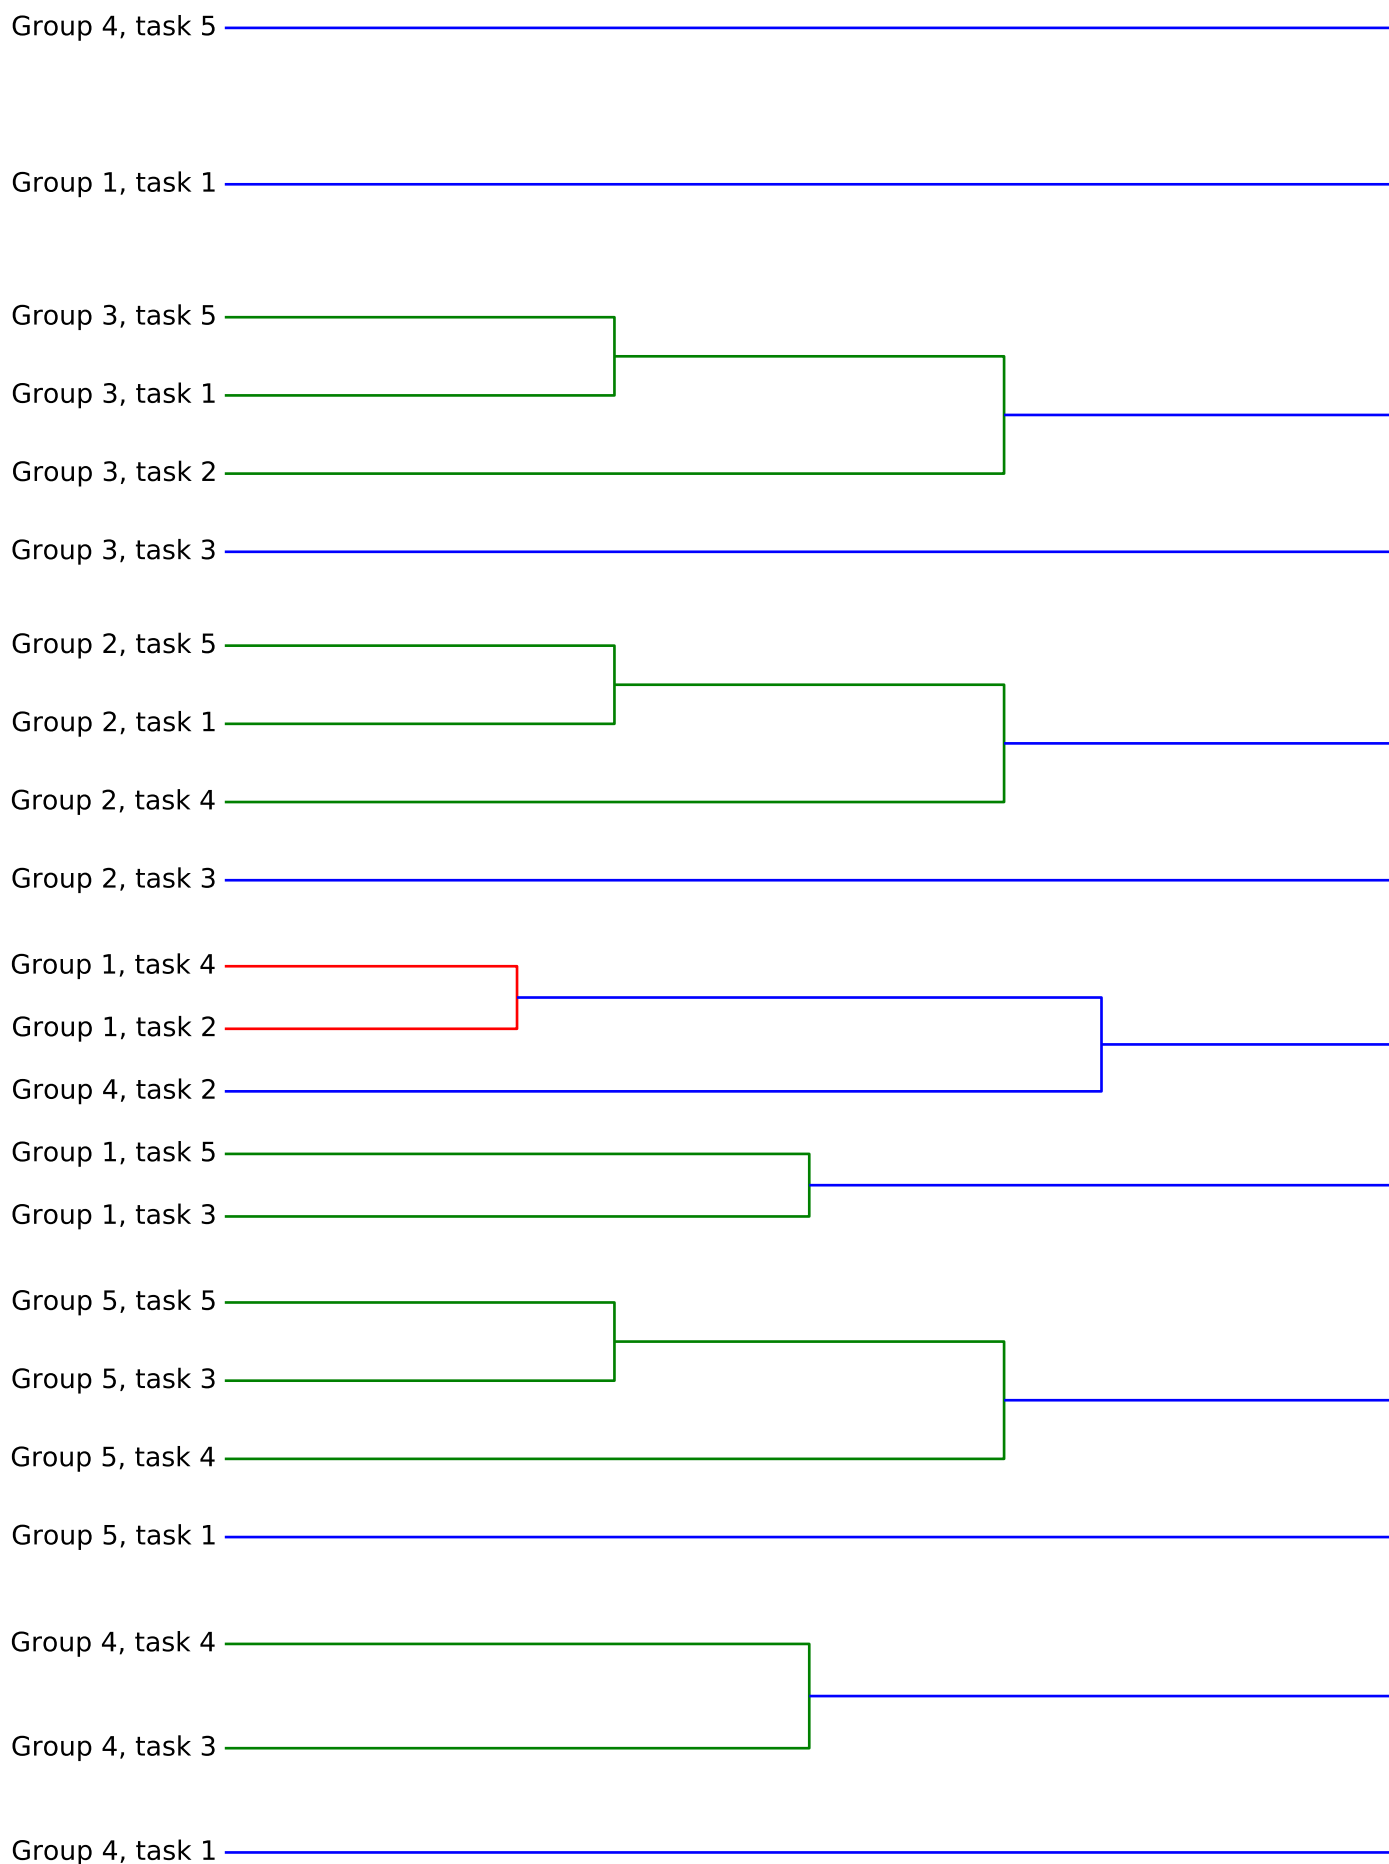 Group 4, task 5
Group 1, task 1
Group 3, task 5
Group 3, task 1
Group 3, task 2
Group 3, task 3
Group 2, task 5
Group 2, task 1
Group 2, task 4
Group 2, task 3
Group 1, task 4
Group 1, task 2
Group 4, task 2
Group 1, task 5
Group 1, task 3
Group 5, task 5
Group 5, task 3
Group 5, task 4
Group 5, task 1
Group 4, task 4
Group 4, task 3
Group 4, task 1